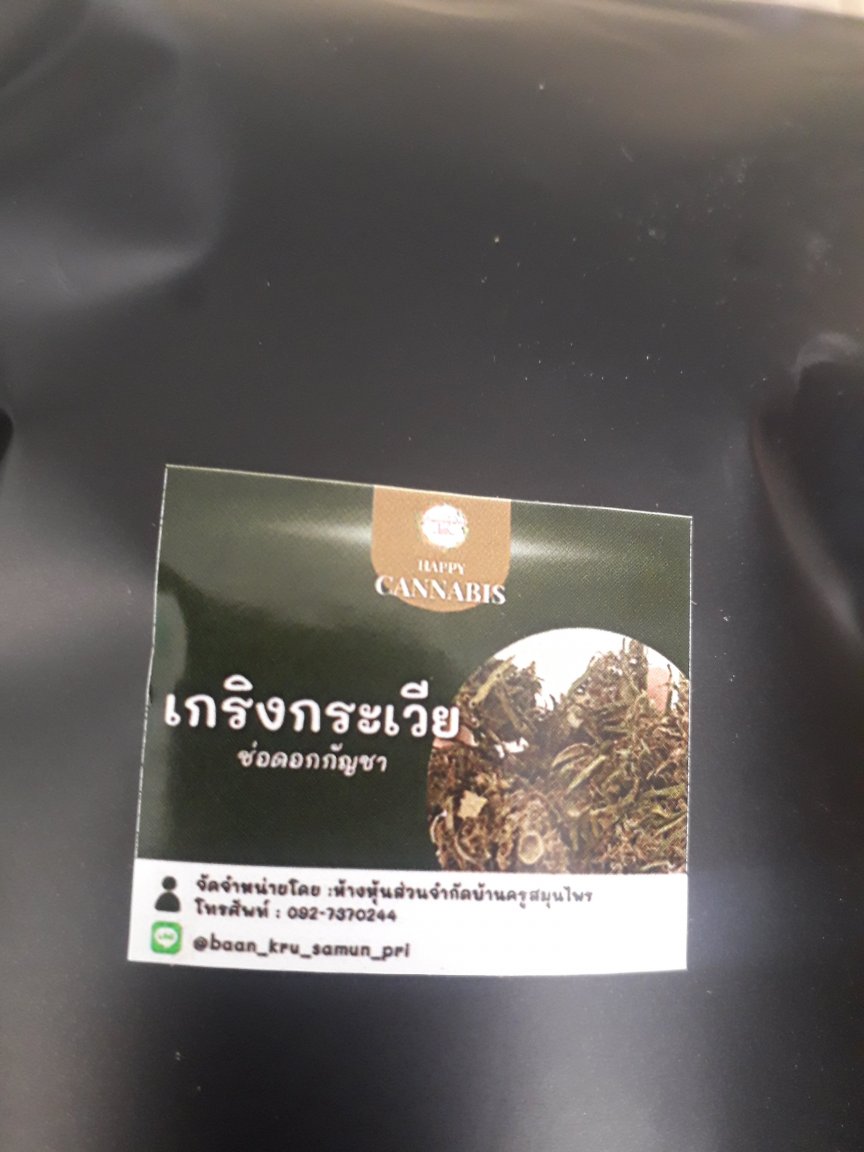 HAPPY
CANNABIS
เกริงกระเวีย
ช่อดอกกัญชา
จัดจำหน่ายโดย :ห้างหุ้นส่วนจำกัดบ้านครูสมุนไพร
โทรศัพท์ : 092-7370244
LINE
@baan_kru_samun_pri